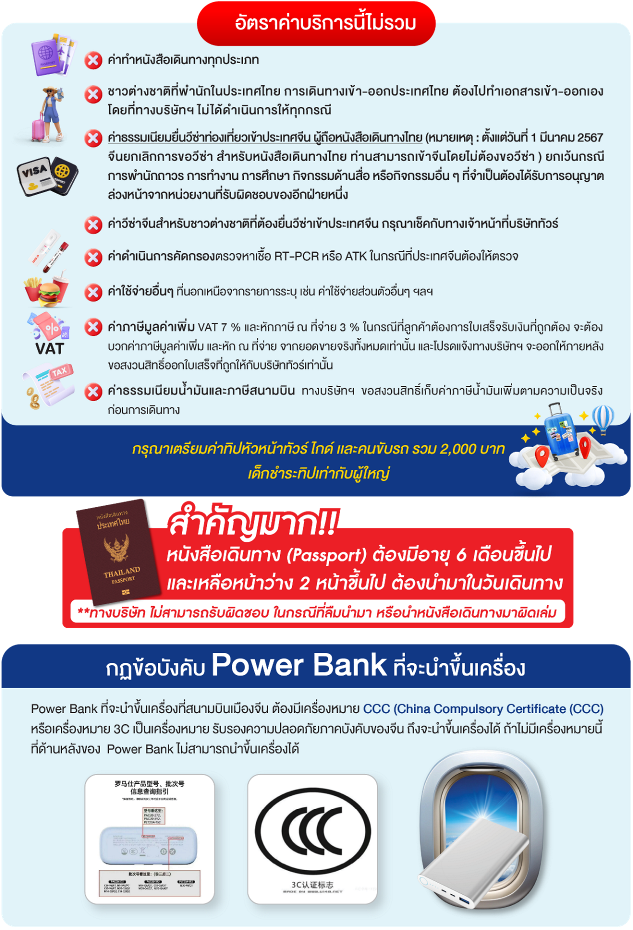 อัตราค่าบริการนี้ไม่รวม
ค่าทำหนังสือเดินทางทุกประเภท
ชาวต่างชาติที่พำนักในประเทศไทย การเดินทางเข้า-ออกประเทศไทย ต้องไปทำเอกสารเข้า-ออกเอง
โดยที่ทางบริษัทฯ ไม่ได้ดำเนินการให้ทุกกรณี
ค่าธรรมเนียมยื่นวีซ่าท่องเที่ยวเข้าประเทศจีน ผู้ถือหนังสือเดินทางไทย (หมายเหตุ : ตั้งแต่วันที่ 1 มีนาคม 2567
จีนยกเลิกการขอวีซ่า สำหรับหนังสือเดินทางไทย ท่านสามารถเข้าจีนโดยไม่ต้องขอวีซ่า ) ยกเว้นกรณี
การพำนักถาวร การทำงาน การศึกษา กิจกรรมด้านสื่อ หรือกิจกรรมอื่น ๆ ที่จำเป็นต้องได้รับการอนุญาต
ล่วงหน้าจากหน่วยงานที่รับผิดชอบของอีกฝ่ายหนึ่ง
VISA
ค่าวีซ่าจีนสำหรับชาวต่างชาติที่ต้องยื่นวีซ่าเข้าประเทศจีน กรุณาเช็คกับทางเจ้าหน้าที่บริษัททัวร์
ค่าดำเนินการคัดกรองตรวจหาเชื้อ RT-PCR หรือ ATK ในกรณีที่ประเทศจีนต้องให้ตรวจ
ค่าใช้จ่ายอื่นๆ ที่นอกเหนือจากรายการระบุ เช่น ค่าใช้จ่ายส่วนตัวอื่นๆ ฯลฯ
ค่าภาษีมูลค่าเพิ่ม VAT 7 % และหักภาษี ณ ที่จ่าย 3 % ในกรณีที่ลูกค้าต้องการใบเสร็จรับเงินที่ถูกต้อง จะต้อง
บวกค่าภาษีมูลค่าเพิ่ม และหัก ณ ที่จ่าย จากยอดขายจริงทั้งหมดเท่านั้น และโปรดแจ้งทางบริษัทฯ จะออกให้ภายหลัง
ขอสงวนสิทธิ์ออกใบเสร็จที่ถูกให้กับบริษัททัวร์เท่านั้น
VAT
TAX
ค่าธรรมเนียมน้ำมันและภาษีสนามบิน ทางบริษัทฯ ขอสงวนสิทธิ์เก็บค่าภาษีน้ำมันเพิ่มตามความเป็นจริง
ก่อนการเดินทาง
กรุณาเตรียมค่าทิปหัวหน้าทัวร์ ไกด์ และคนขับรถ รวม 2,000 บาท
เด็กชำระทิปเท่ากับผู้ใหญ่
หนังสือเดินทาง
ประเทศไทย
THAILAND
PASSPORT
สำคัญมาก!!
หนังสือเดินทาง (Passport) ต้องมีอายุ 6 เดือนขึ้นไป
และเหลือหน้าว่าง 2 หน้าขึ้นไป ต้องนำมาในวันเดินทาง
**ทางบริษัท ไม่สามารถรับผิดชอบ ในกรณีที่ลืมนำมา หรือนำหนังสือเดินทางมาผิดเล่ม
กฏข้อบังคับ Power Bank ที่จะนำขึ้นเครื่อง
Power Bank ที่จะนำขึ้นเครื่องที่สนามบินเมืองจีน ต้องมีเครื่องหมาย CCC (China Compulsory Certificate (CCC)
หรือเครื่องหมาย 3C เป็นเครื่องหมาย รับรองความปลอดภัยภาคบังคับของจีน ถึงจะนำขึ้นเครื่องได้ ถ้าไม่มีเครื่องหมายนี้
ที่ด้านหลังของ Power Bank ไม่สามารถนำขึ้นเครื่องได้
罗马仕产品型号、批次号
信息查询指引
CCC
3C认证标志